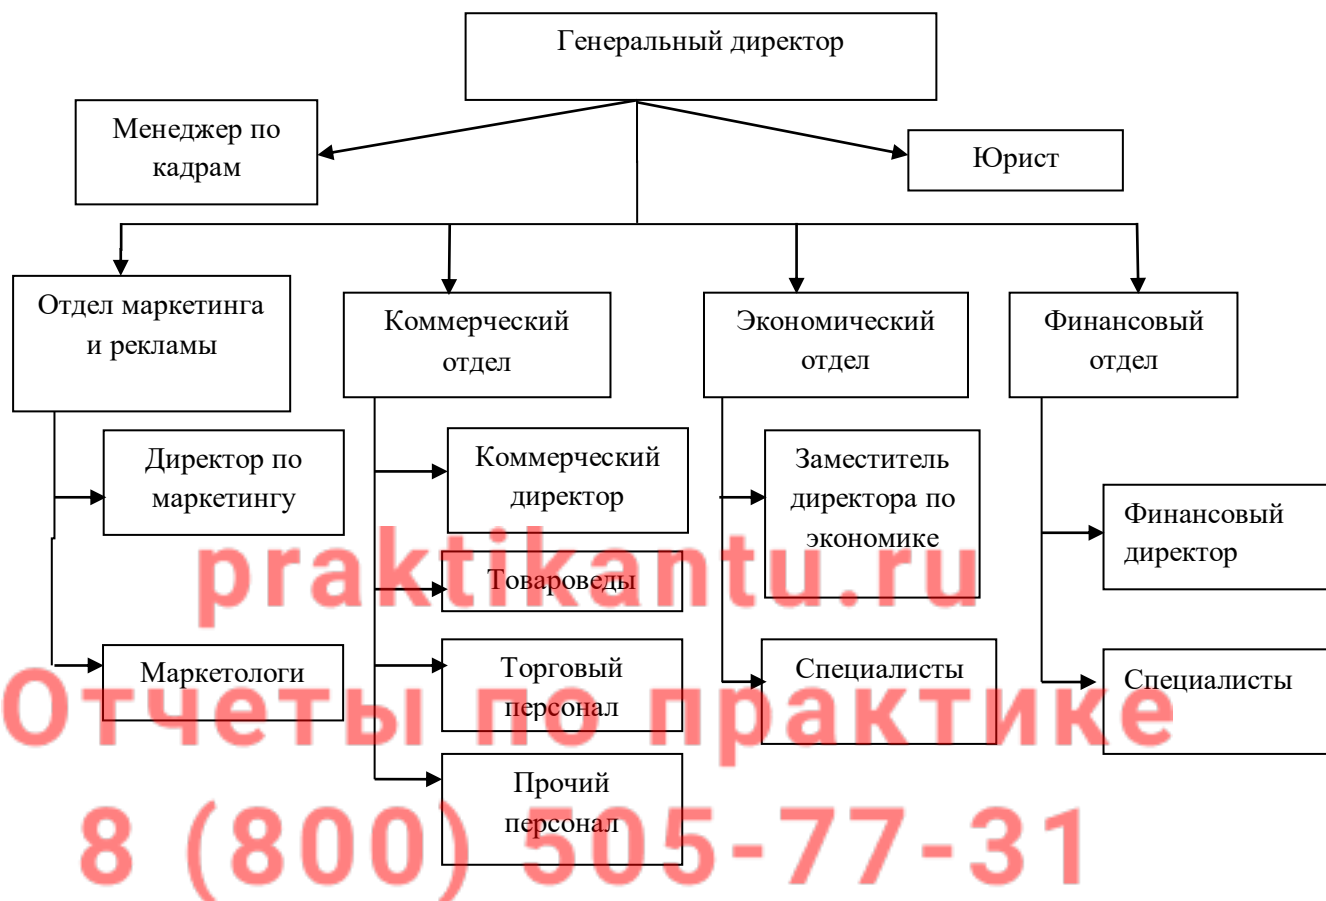 Генеральный директор
Менеджер по
кадрам
Юрист
Отдел маркетинга
и рекламы
Коммерческий
отдел
Экономический
отдел
Финансовый
отдел
Директор по
маркетингу
Маркетологи
Коммерческий
директор
Товароведы
Торговый
персонал
Прочий
персонал
Заместитель
директора по
экономике
Специалисты
Финансовый
директор
Специалисты
praktikantu.ru
Отчеты по практике
8 (800) 505-77-31